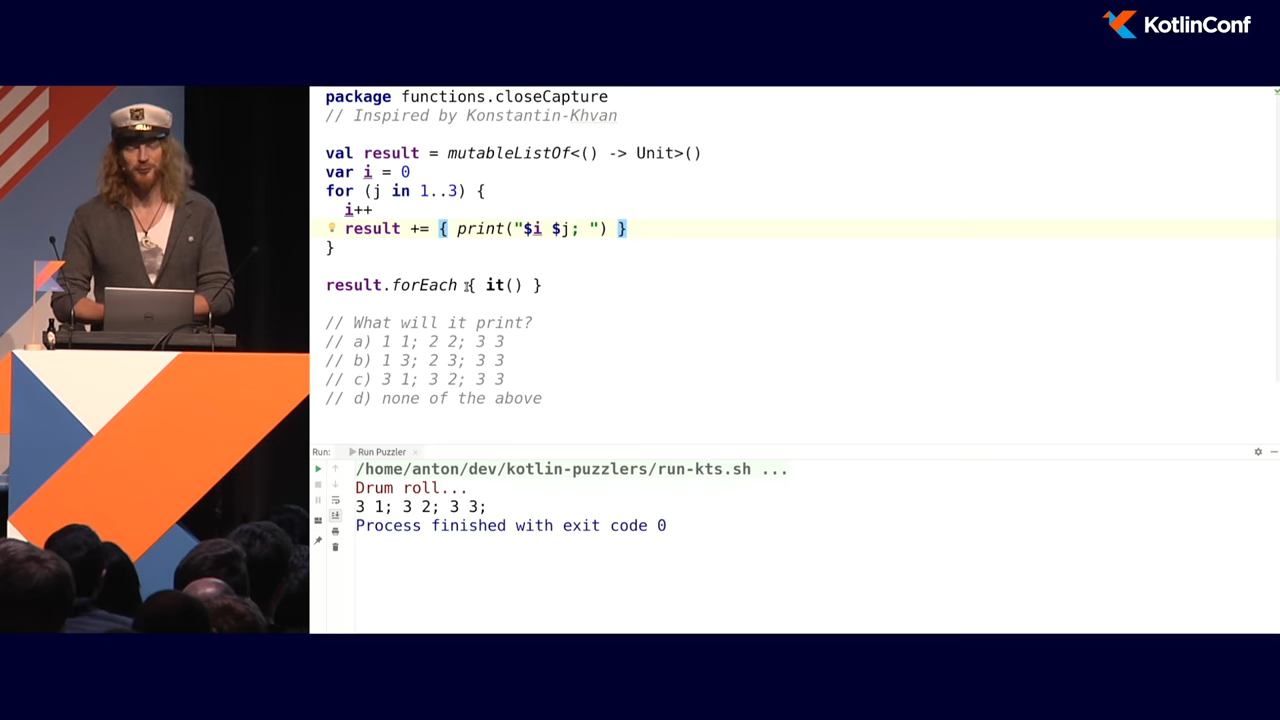 KotlinConf
package functions.closeCapture
// Inspired by Konstantin-Khvan
val result = mutableListOf<() -> Unit>()
var i = 0
for (j in 1..3) {
i++
result += { print("$i $j; ") }
}
result.forEach { it() }
// What will it print?
// a) 1 1; 2 2; 3 3
// b) 1 3; 2 3; 3 3
// c) 3 1; 3 2; 3 3
// d) none of the above
Run: Run Puzzler
/home/anton/dev/kotlin-puzzlers/run-kts.sh ...
Drum roll...
3 1; 3 2; 3 3;
Process finished with exit code 0